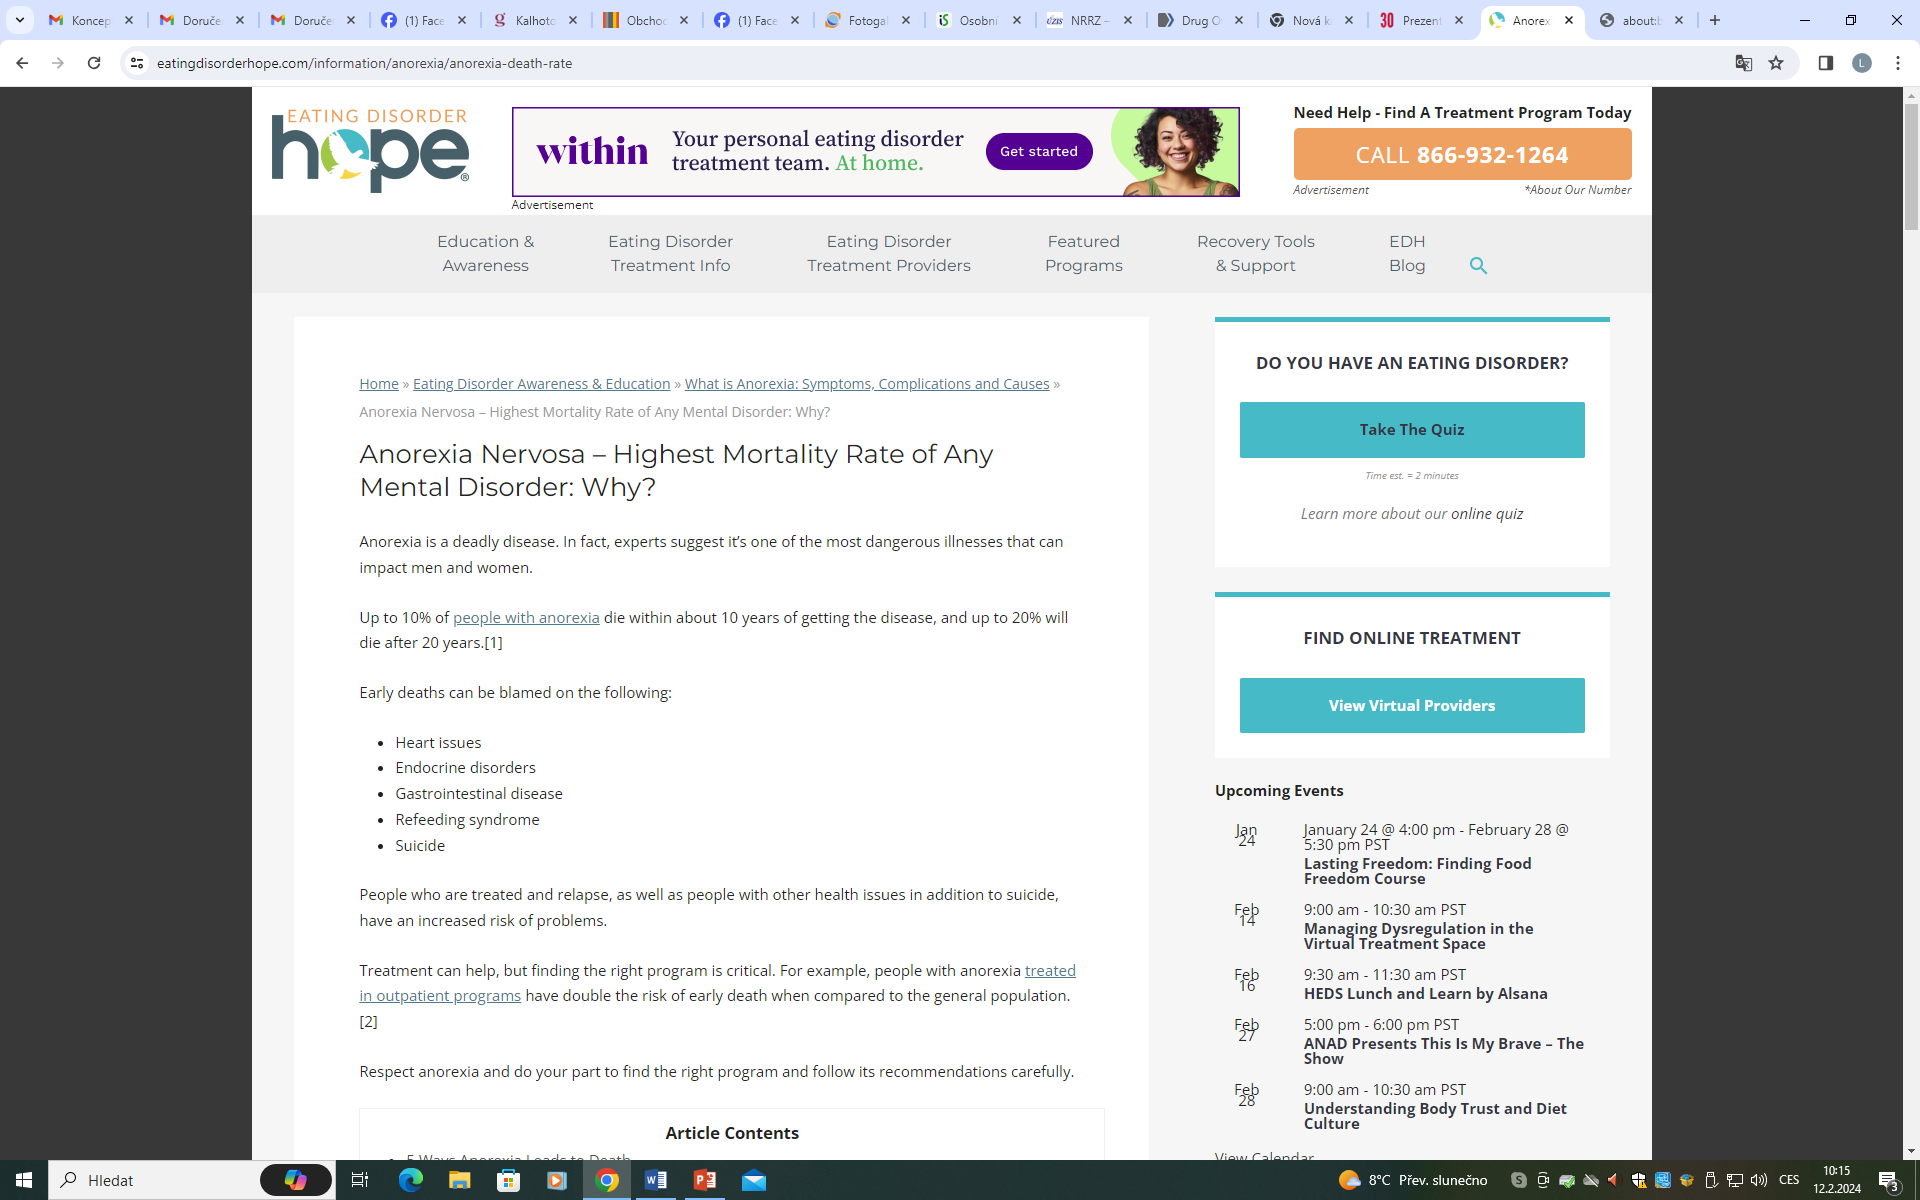 Koncep
Doruče
Doruče
(1) Face
Kalhoto
Obchod
(1) Face
Fotogal
Osobní
NRRZ –
Drug O
Nová k
Prezent
Anorex
about:b
eatingdisorderhope.com/information/anorexia/anorexia-death-rate
EATING DISORDER
hope®
within
Your personal eating disorder
treatment team. At home.
Get started
Advertisement
Need Help - Find A Treatment Program Today
CALL 866-932-1264
Advertisement
*About Our Number
Education &
Awareness
Eating Disorder
Treatment Info
Eating Disorder
Treatment Providers
Featured
Programs
Recovery Tools
& Support
EDH
Blog
Home » Eating Disorder Awareness & Education » What is Anorexia: Symptoms, Complications and Causes »
Anorexia Nervosa – Highest Mortality Rate of Any Mental Disorder: Why?
Anorexia Nervosa – Highest Mortality Rate of Any
Mental Disorder: Why?
Anorexia is a deadly disease. In fact, experts suggest it’s one of the most dangerous illnesses that can
impact men and women.
Up to 10% of people with anorexia die within about 10 years of getting the disease, and up to 20% will
die after 20 years.[1]
Early deaths can be blamed on the following:
• Heart issues
• Endocrine disorders
• Gastrointestinal disease
• Refeeding syndrome
• Suicide
People who are treated and relapse, as well as people with other health issues in addition to suicide,
have an increased risk of problems.
Treatment can help, but finding the right program is critical. For example, people with anorexia treated
in outpatient programs have double the risk of early death when compared to the general population.
[2]
Respect anorexia and do your part to find the right program and follow its recommendations carefully.
Article Contents
• 5 Ways Anorexia Leads to Death
DO YOU HAVE AN EATING DISORDER?
Take The Quiz
Time est. = 2 minutes
Learn more about our online quiz
FIND ONLINE TREATMENT
View Virtual Providers
Upcoming Events
Jan
24
January 24 @ 4:00 pm - February 28 @
5:30 pm PST
Lasting Freedom: Finding Food
Freedom Course
Feb
14
9:00 am - 10:30 am PST
Managing Dysregulation in the
Virtual Treatment Space
Feb
16
9:30 am - 11:30 am PST
HEDS Lunch and Learn by Alsana
Feb
27
5:00 pm - 6:00 pm PST
ANAD Presents This Is My Brave – The
Show
Feb
28
9:00 am - 10:30 am PST
Understanding Body Trust and Diet
Culture
View Calendar
Hledat
8°C Přev. slunečno
CES
10:15
12.2.2024
3